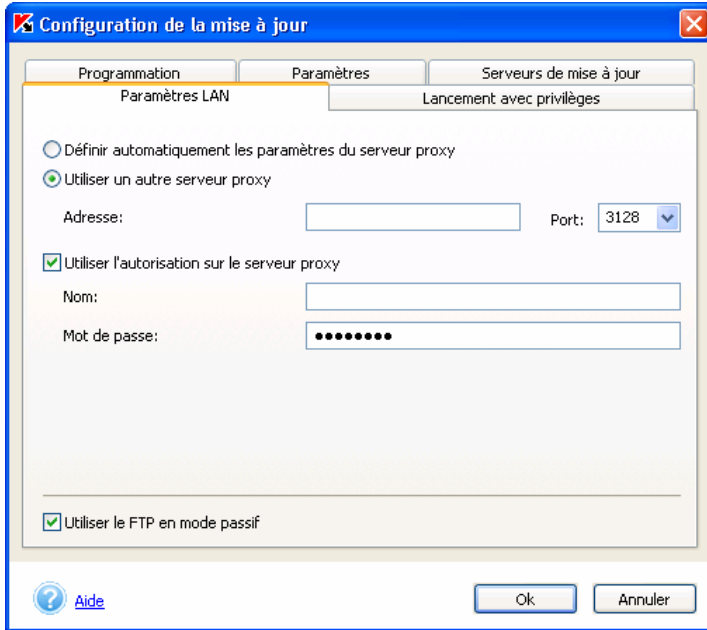 Configuration de la mise à jour
Programmation Paramètres Serveurs de mise à jour
Paramètres LAN Lancement avec privilèges
Définir automatiquement les paramètres du serveur proxy
Utiliser un autre serveur proxy
Adresse: Port: 3128
Utiliser l'autorisation sur le serveur proxy
Nom:
Mot de passe: ●●●●●●●●
Utiliser le FTP en mode passif
? Aide Ok Annuler